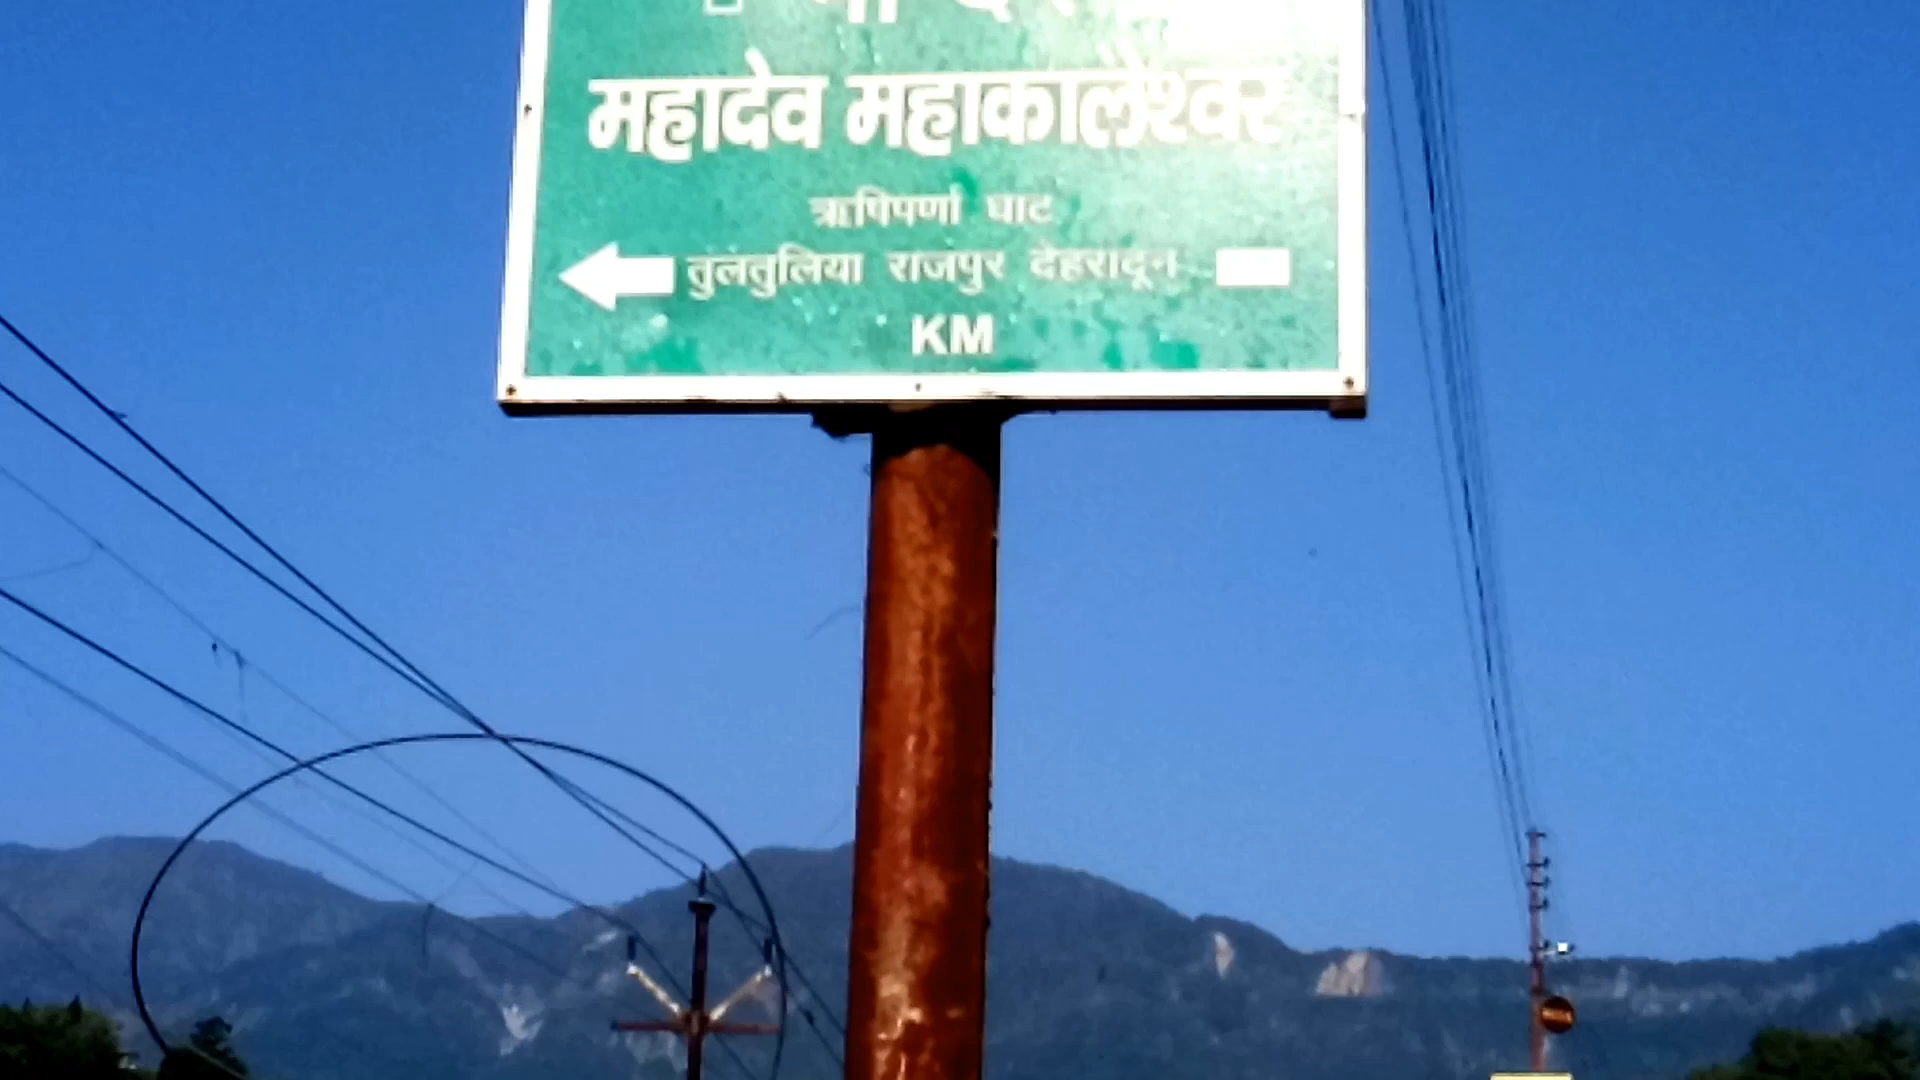 महादेव महाकालेश्वर
ऋषिपर्णा घाट
तुलतुलिया राजपुर देहरादून
KM